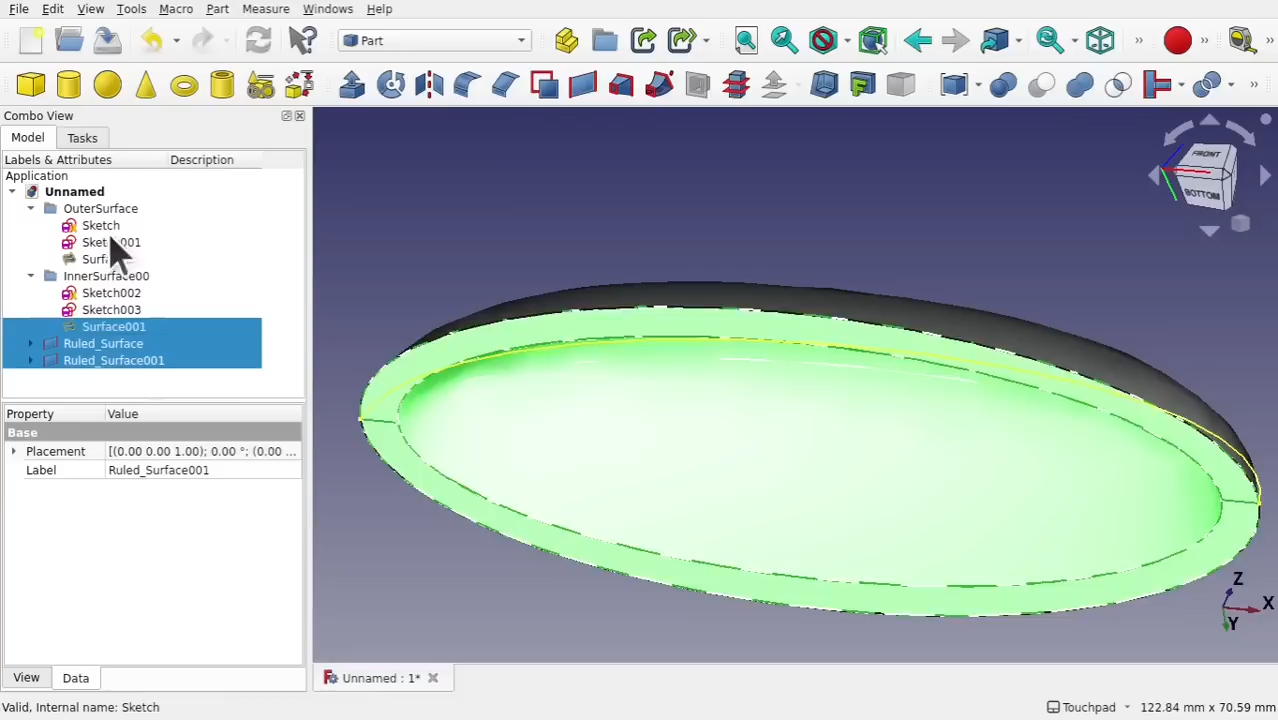 File Edit View Tools Macro Part Measure Windows Help
Part
Combo View
Model Tasks
Labels & Attributes Description
Application
Unnamed
OuterSurface
Sketch
001
InnerSurface00
Sketch002
Sketch003
Surface001
Ruled_Surface
Ruled_Surface001
Property Value
Base
Placement [(0.00 0.00 1.00); 0.00 °; (0.00 ...
Label Ruled_Surface001
View Data
FRONT
BOTTOM
Z
X
Y
Unnamed : 1*
Valid, Internal name: Sketch
Touchpad 122.84 mm x 70.59 mm